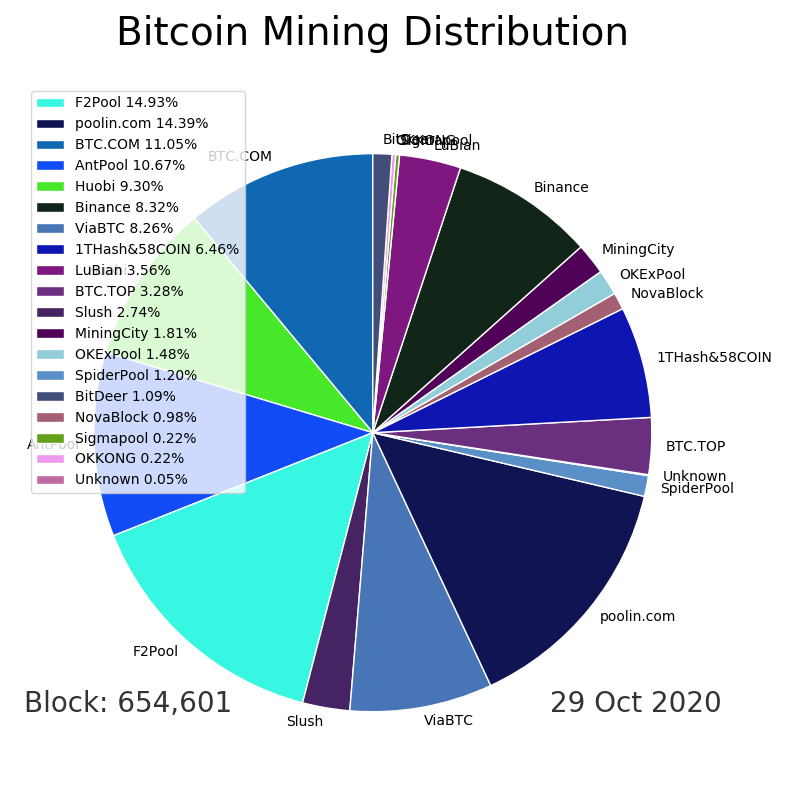 Bitcoin Mining Distribution
F2Pool 14.93%
poolin.com 14.39%
BTC.COM 11.05%
AntPool 10.67%
Huobi 9.30%
Binance 8.32%
ViaBTC 8.26%
1THash&58COIN 6.46%
LuBian 3.56%
BTC.TOP 3.28%
Slush 2.74%
MiningCity 1.81%
OKExPool 1.48%
SpiderPool 1.20%
BitDeer 1.09%
NovaBlock 0.98%
Sigmapool 0.22%
OKKONG 0.22%
Unknown 0.05%
BTC.COM
AntPool
F2Pool
Slush
ViaBTC
poolin.com
SpiderPool
Unknown
BTC.TOP
1THash&58COIN
NovaBlock
OKExPool
MiningCity
Binance
LuBian
Block: 654,601
29 Oct 2020